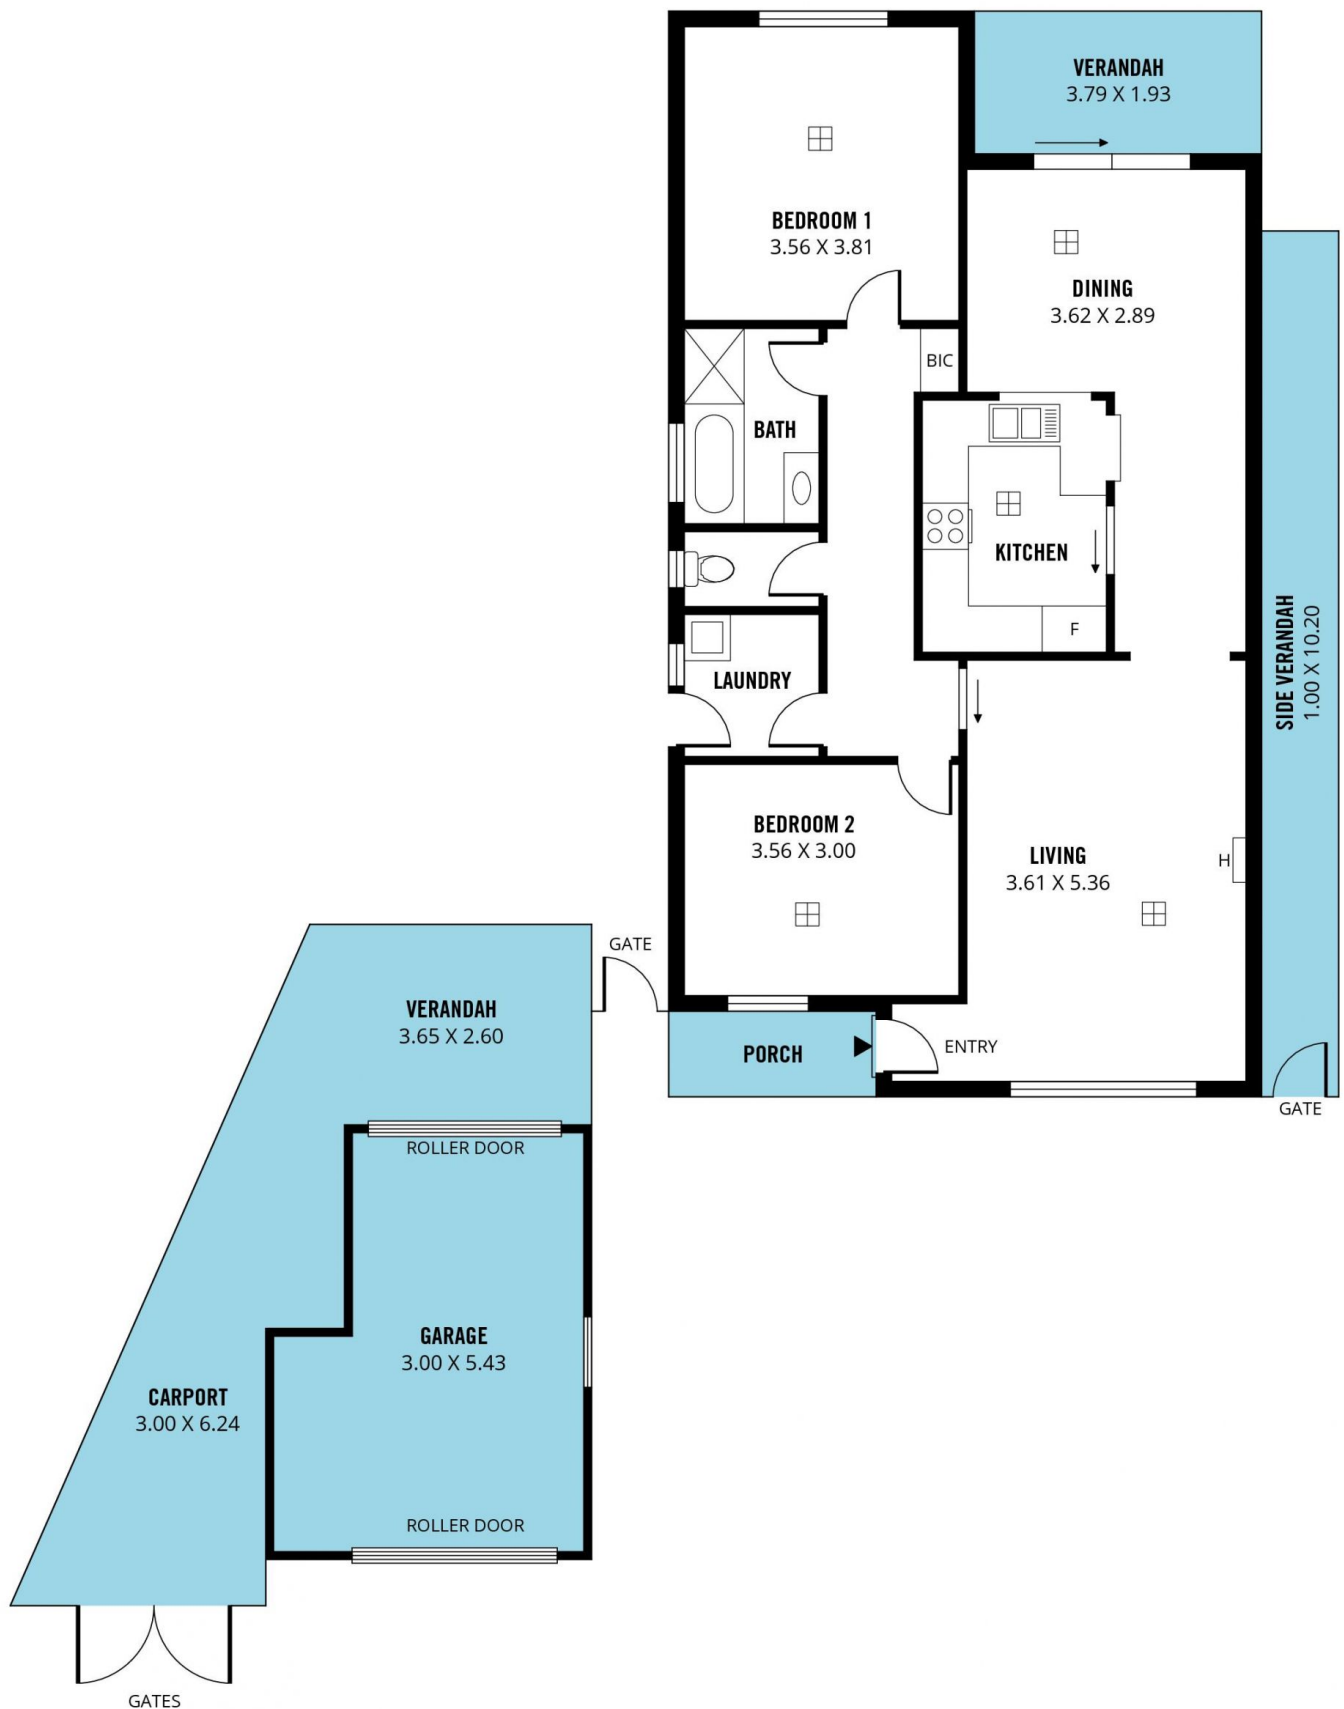 VERANDAH
3.79 X 1.93
BEDROOM 1
3.56 X 3.81
DINING
3.62 X 2.89
BIC
BATH
KITCHEN
F
LAUNDRY
SIDE VERANDAH
1.00 X 10.20
BEDROOM 2
3.56 X 3.00
LIVING
3.61 X 5.36
H
GATE
VERANDAH
3.65 X 2.60
PORCH
ENTRY
GATE
ROLLER DOOR
GARAGE
3.00 X 5.43
CARPORT
3.00 X 6.24
ROLLER DOOR
GATES